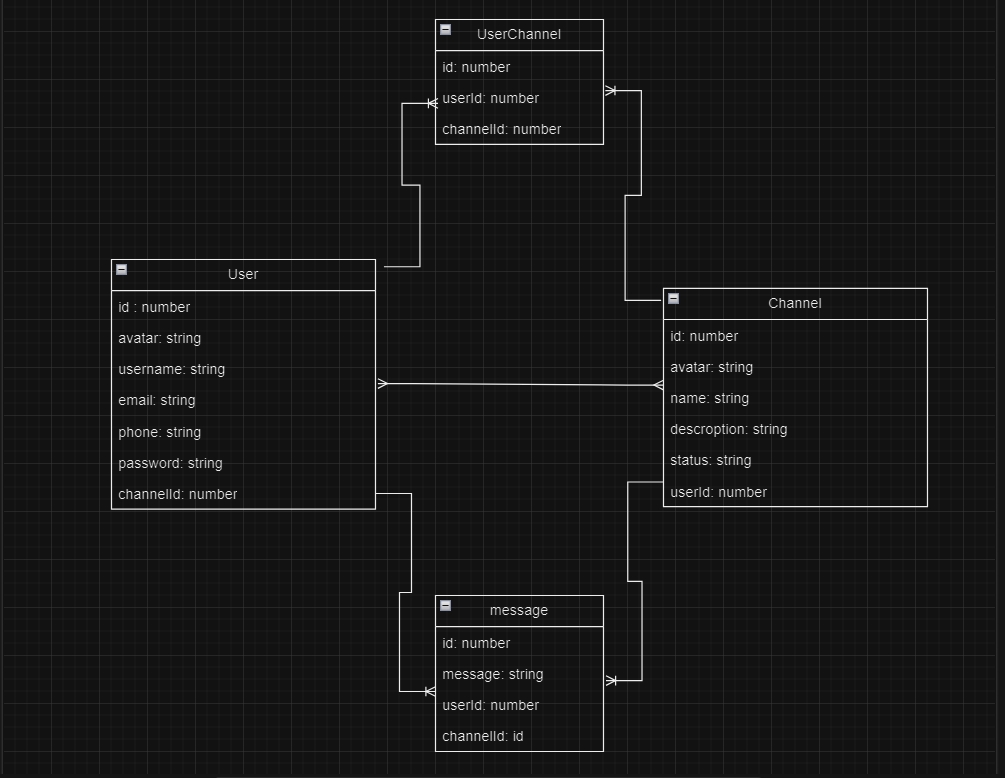 UserChannel
id: number
userId: number
channelId: number
User
id : number
avatar: string
username: string
email: string
phone: string
password: string
channelId: number
Channel
id: number
avatar: string
name: string
descroption: string
status: string
userId: number
message
id: number
message: string
userId: number
channelId: id